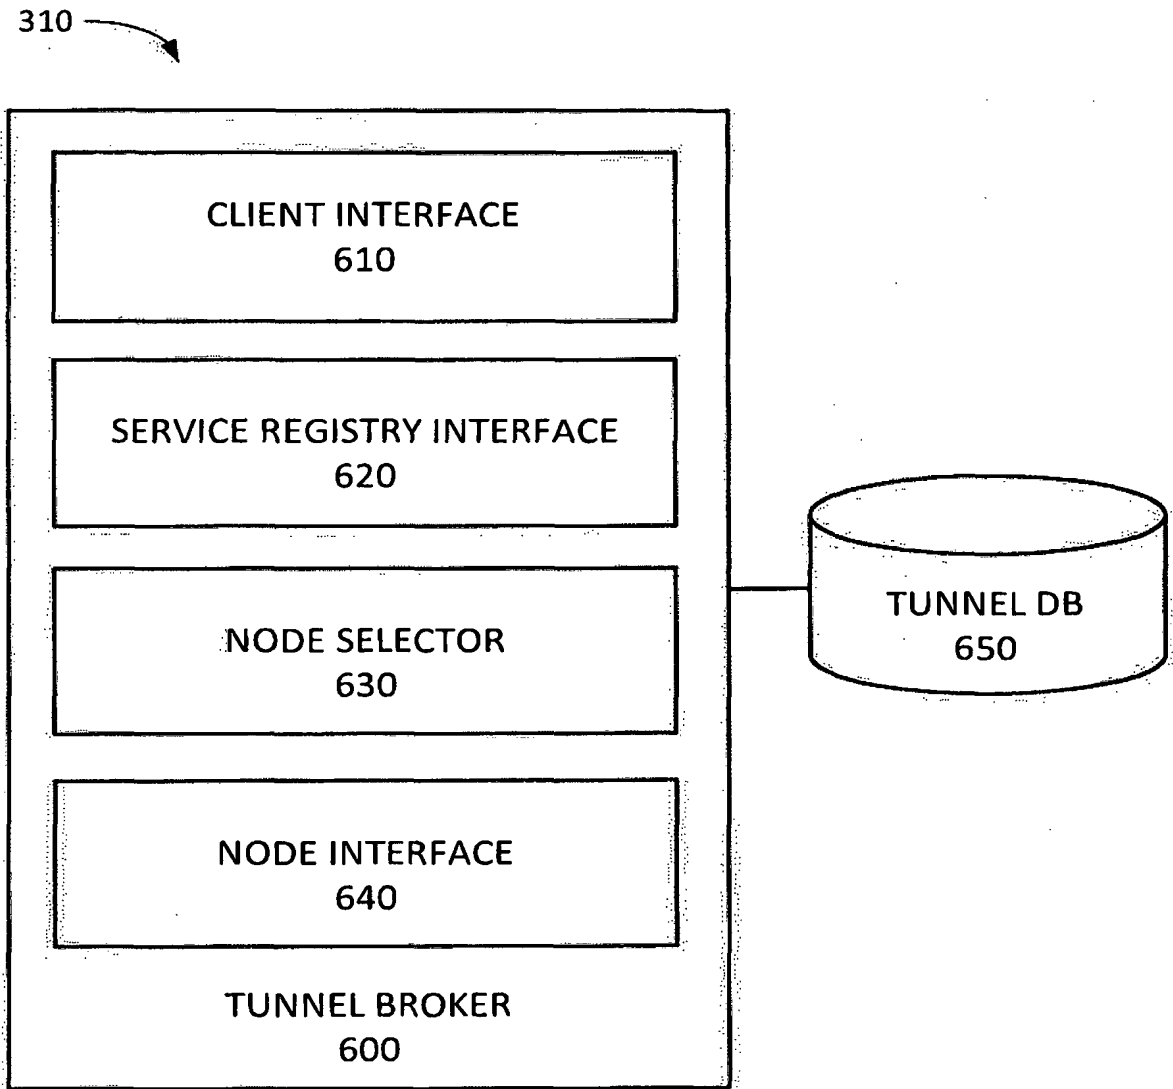 310
CLIENT INTERFACE
610
SERVICE REGISTRY INTERFACE
620
NODE SELECTOR
630
NODE INTERFACE
640
TUNNEL BROKER
600
TUNNEL DB
650